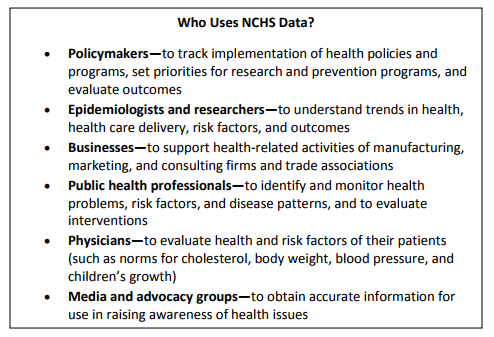 Who Uses NCHS Data?
• Policymakers—to track implementation of health policies and
programs, set priorities for research and prevention programs, and
evaluate outcomes
• Epidemiologists and researchers—to understand trends in health,
health care delivery, risk factors, and outcomes
• Businesses—to support health-related activities of manufacturing,
marketing, and consulting firms and trade associations
• Public health professionals—to identify and monitor health
problems, risk factors, and disease patterns, and to evaluate
interventions
• Physicians—to evaluate health and risk factors of their patients
(such as norms for cholesterol, body weight, blood pressure, and
children’s growth)
• Media and advocacy groups—to obtain accurate information for
use in raising awareness of health issues